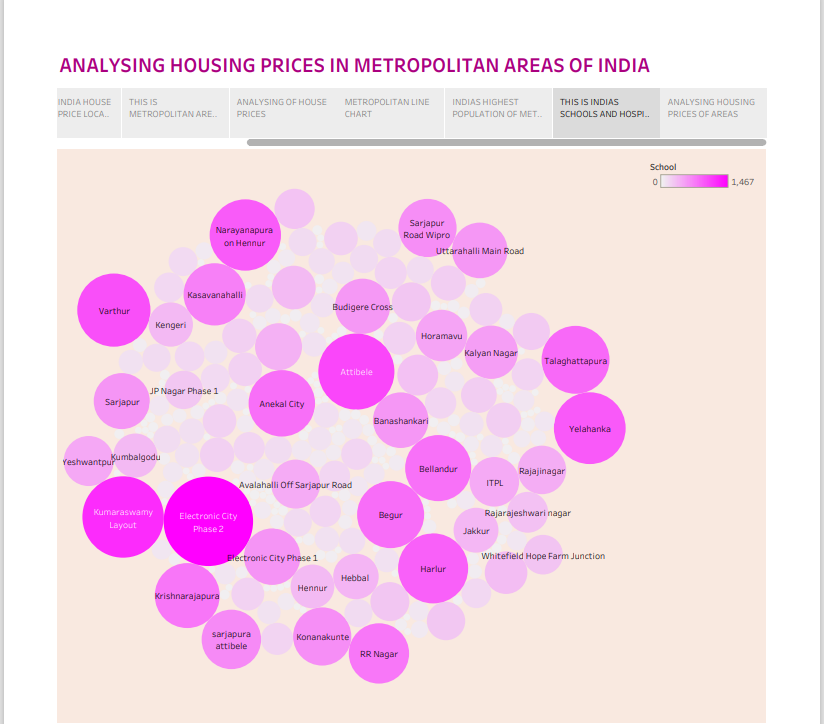 ANALYSING HOUSING PRICES IN METROPOLITAN AREAS OF INDIA
INDIA HOUSE
PRICE LOCA..
THIS IS
METROPOLITAN ARE..
ANALYSING OF HOUSE
PRICES
METROPOLITAN LINE
CHART
INDIAS HIGHEST
POPULATION OF MET..
THIS IS INDIAS
SCHOOLS AND HOSPI..
ANALYSING HOUSING
PRICES OF AREAS
School
0
1,467
Narayanapura
on Hennur
Sarjapur
Road Wipro
Uttarahalli Main Road
Kasavanahalli
Varthur
Budigere Cross
Kengeri
Horamavu
Kalyan Nagar
Talaghattapura
Attibele
JP Nagar Phase 1
Sarjapur
Anekal City
Banashankari
Yelahanka
Kumbalgodu
Yeshwantpur
Bellandur
Rajajinagar
ITPL
Avalahalli Off Sarjapur Road
Kumaraswamy
Layout
Electronic City
Phase 2
Begur
Rajarajeshwari nagar
Jakkur
Electronic City Phase 1
Whitefield Hope Farm Junction
Harlur
Hebbal
Hennur
Krishnarajapura
sarjapura
attibele
Konanakunte
RR Nagar